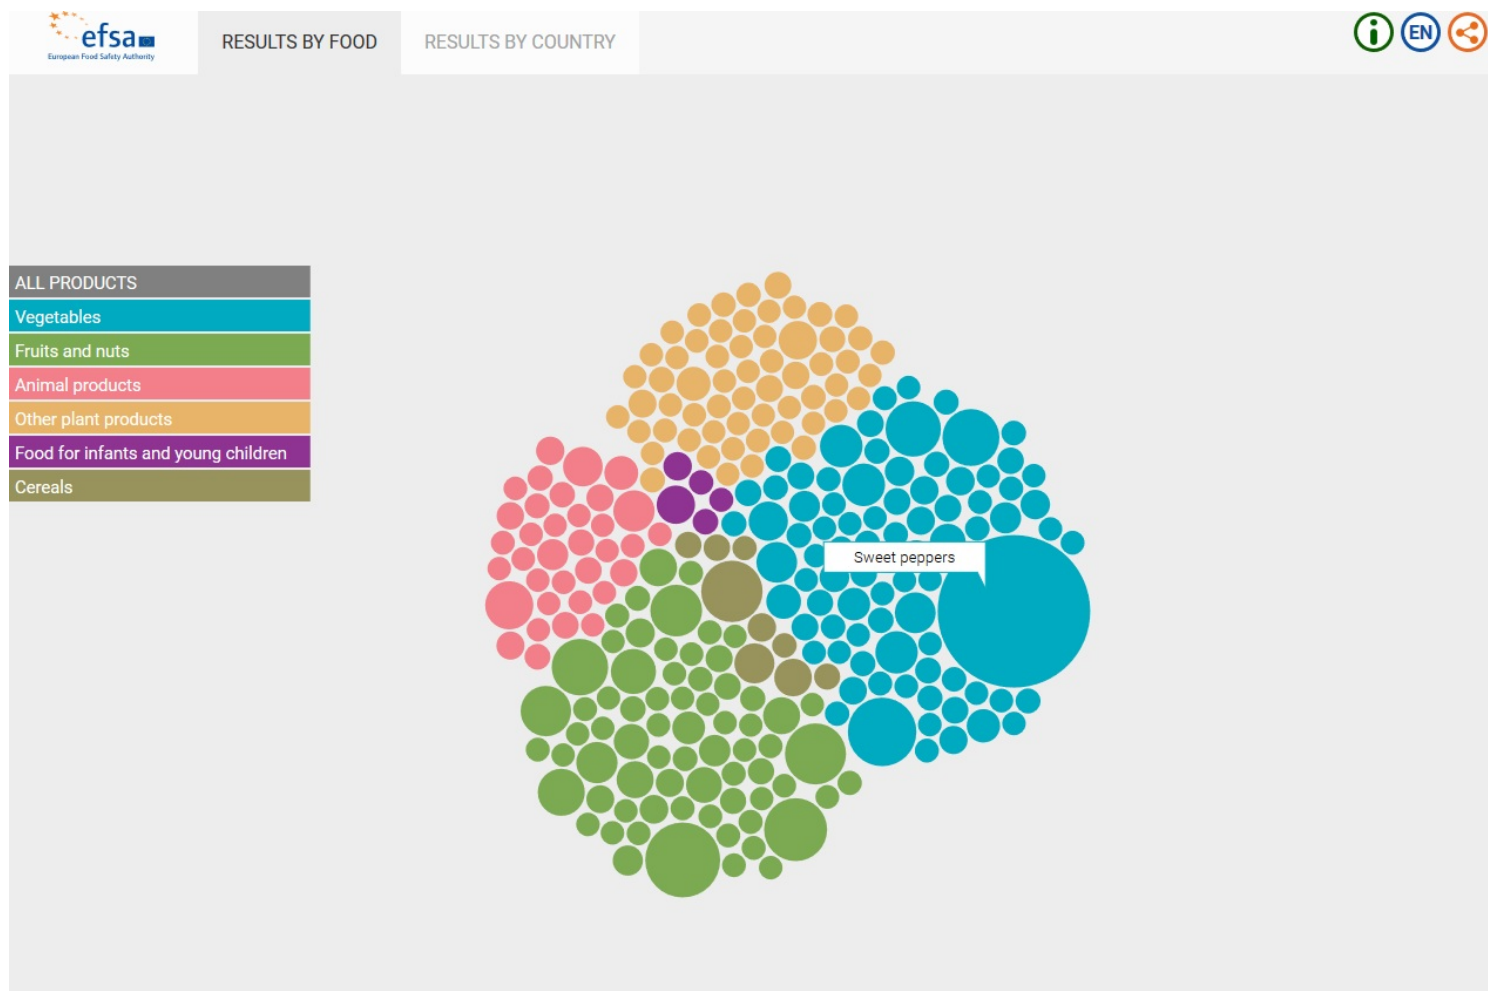 efsa
European Food Safety Authority
RESULTS BY FOOD
RESULTS BY COUNTRY
i
EN
ALL PRODUCTS
Vegetables
Fruits and nuts
Animal products
Other plant products
Food for infants and young children
Cereals
Sweet peppers